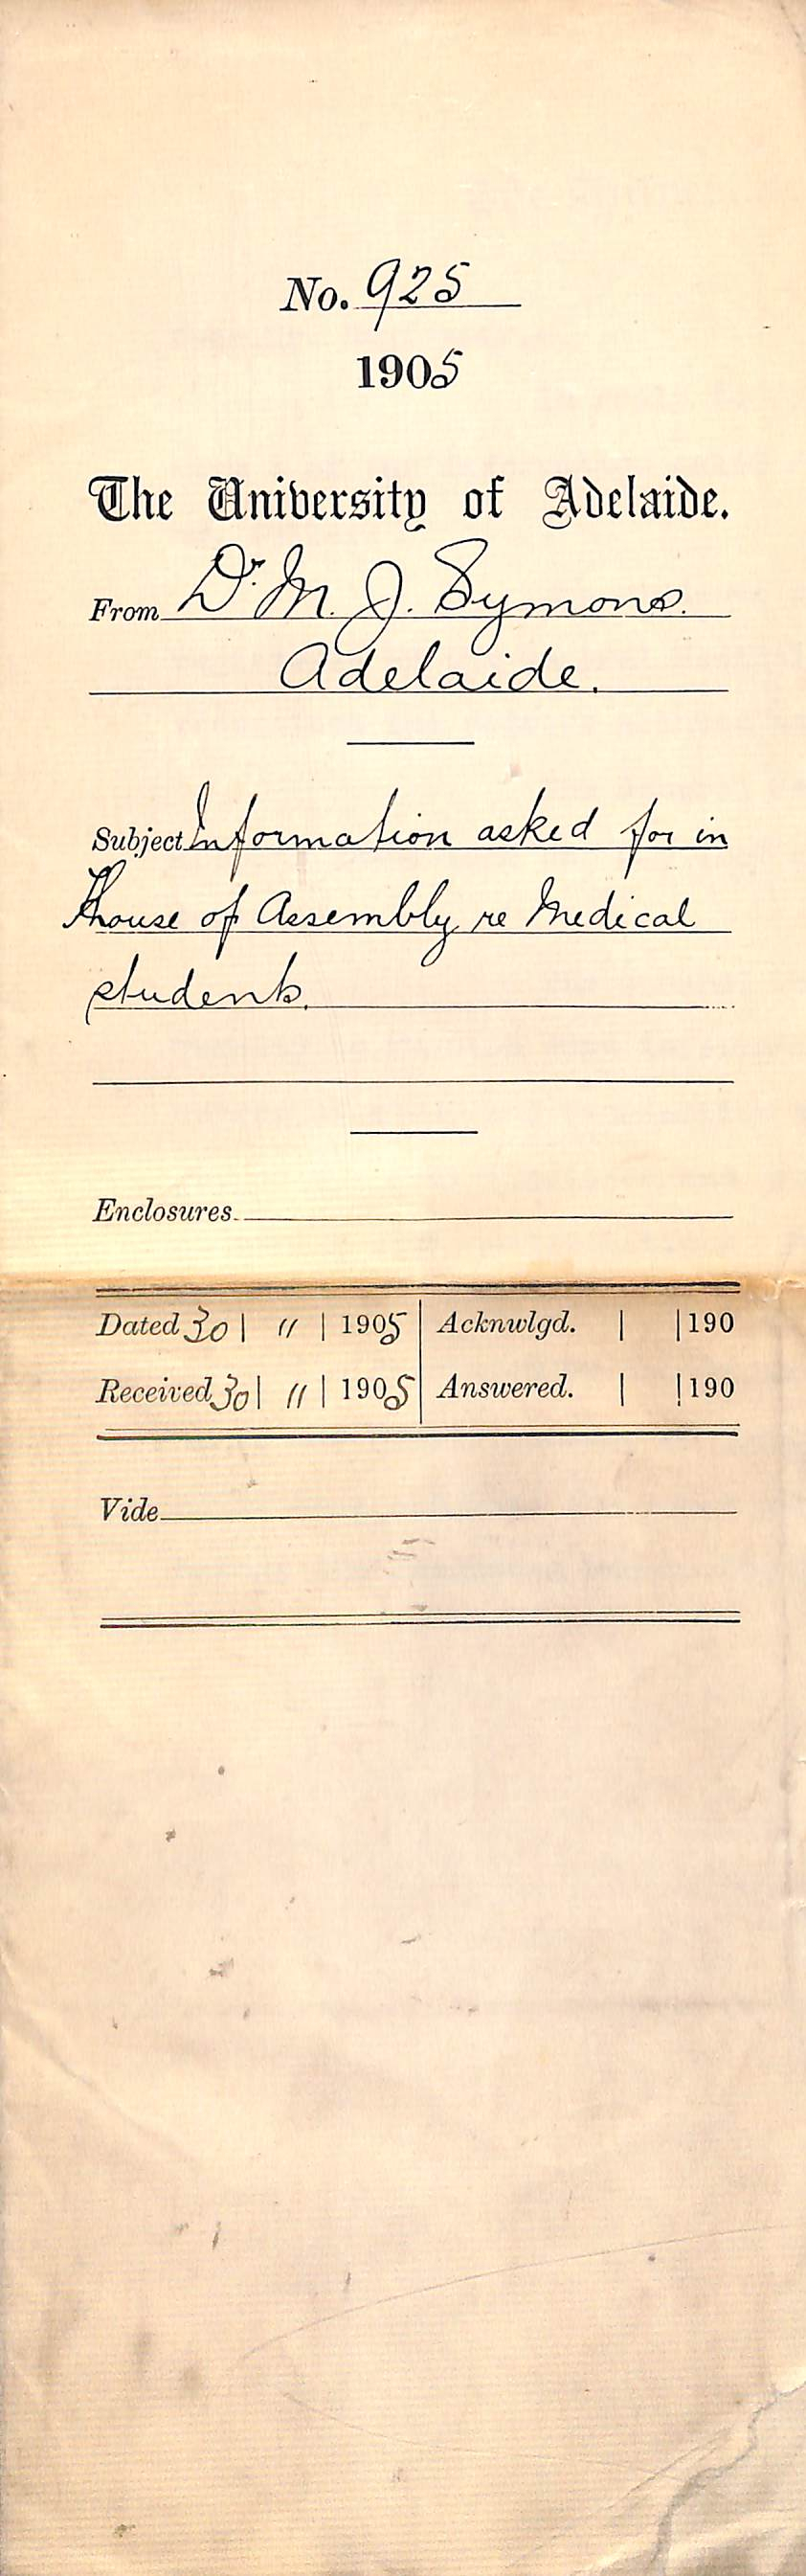 No. 925
1905
The University of Adelaide.
From Dr. M. J. Symons.
Adelaide.
Subject Information asked for in
house of Assembly re Medical
students.
Enclosures
Dated 30 | 11 | 1905 Acknwlgd. | | 190
Received 30 | 11 | 1905 Answered. | | 190
Vide